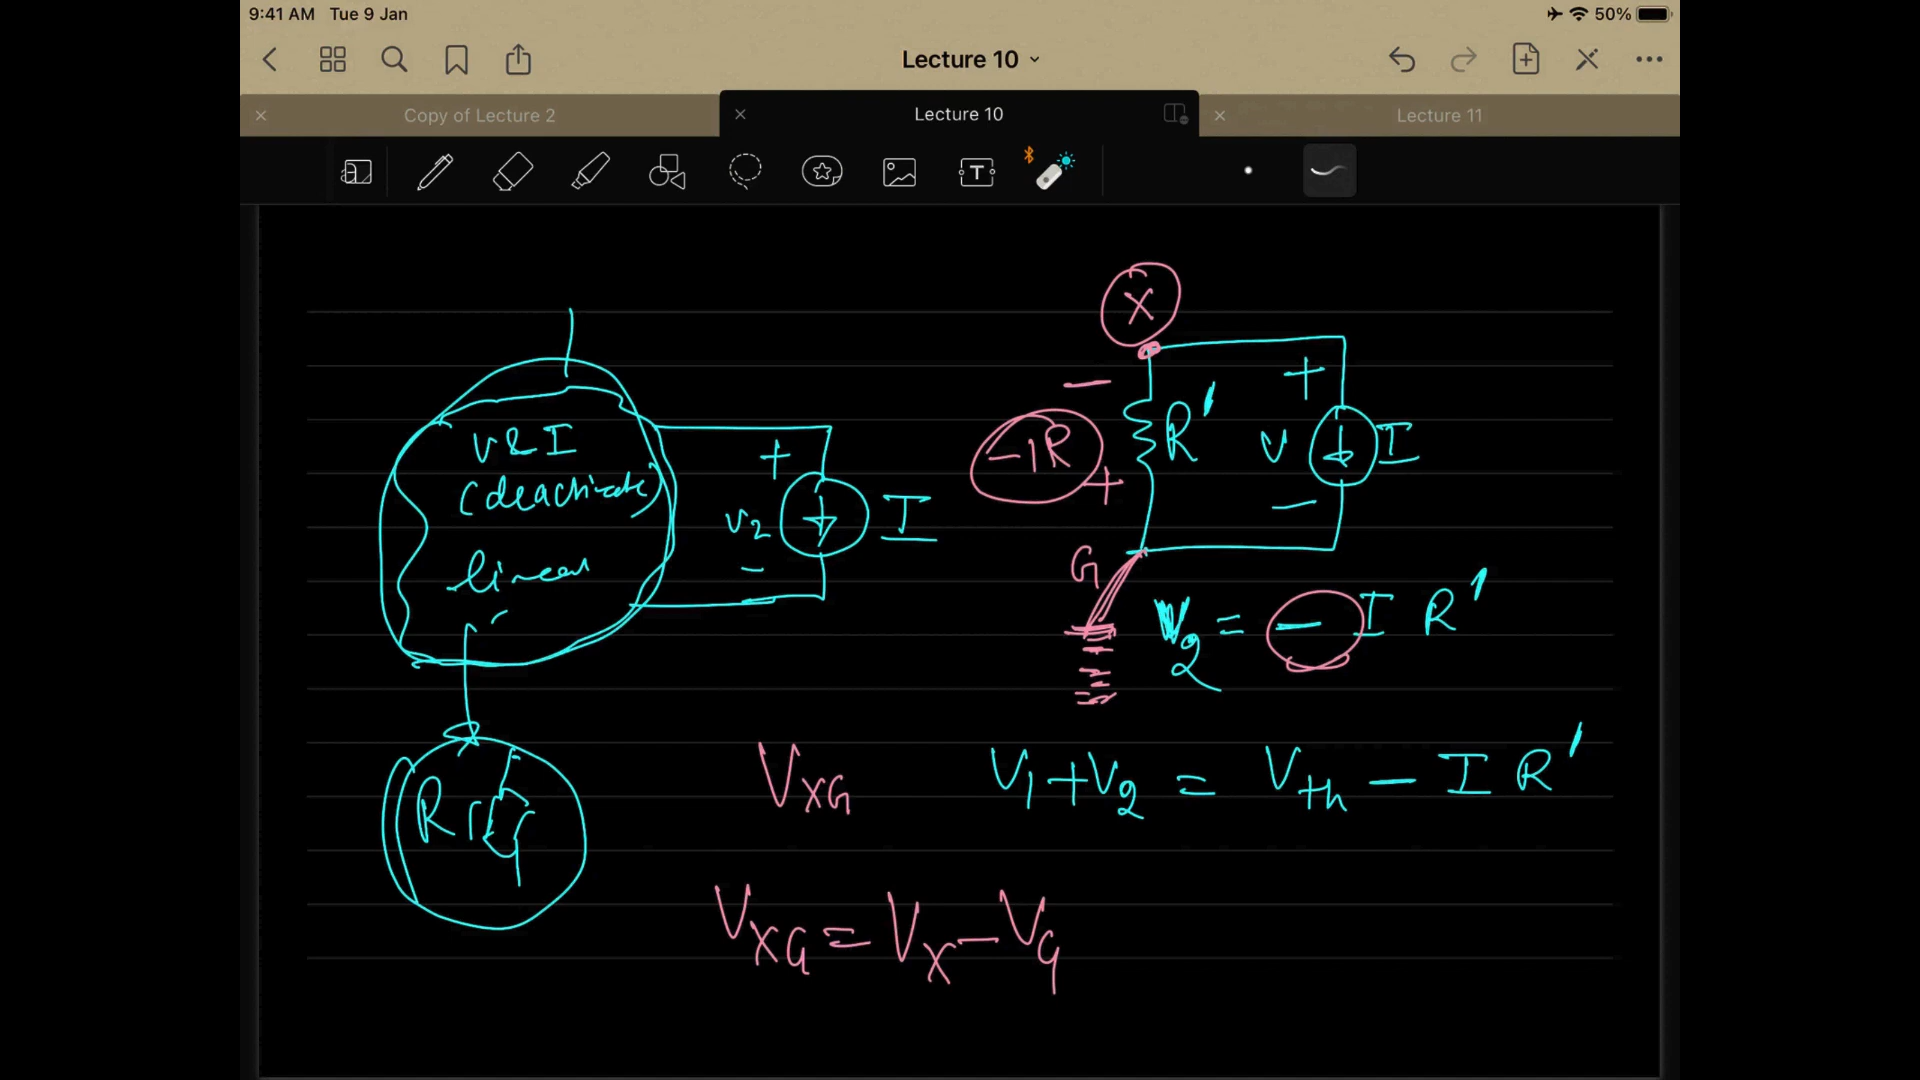 9:41 AM Tue 9 Jan
50%
Lecture 10
Copy of Lecture 2
Lecture 10
Lecture 11
T
X
V & I
(deactivate)
linear
+
V2
-
I
-
-IR
+
R'
+
V
-
I
G
V2 = - I R'
Req
VXG
V1 + V2 = Vth - I R'
VXG = VX - VG